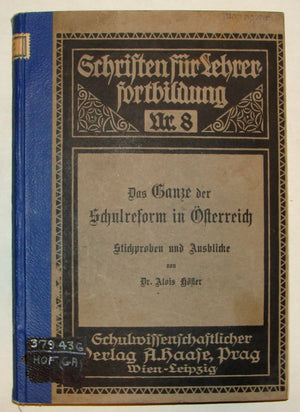 Schriften für Lehrer-
fortbildung
Nr. 8
Das Ganze der
Schulreform in Österreich
Stichproben und Ausblicke
von
Dr. Alois Höfler
Schulwissenschaftlicher
Verlag A. Haase, Prag
Wien-Leipzig
379.436
HOF (GA)